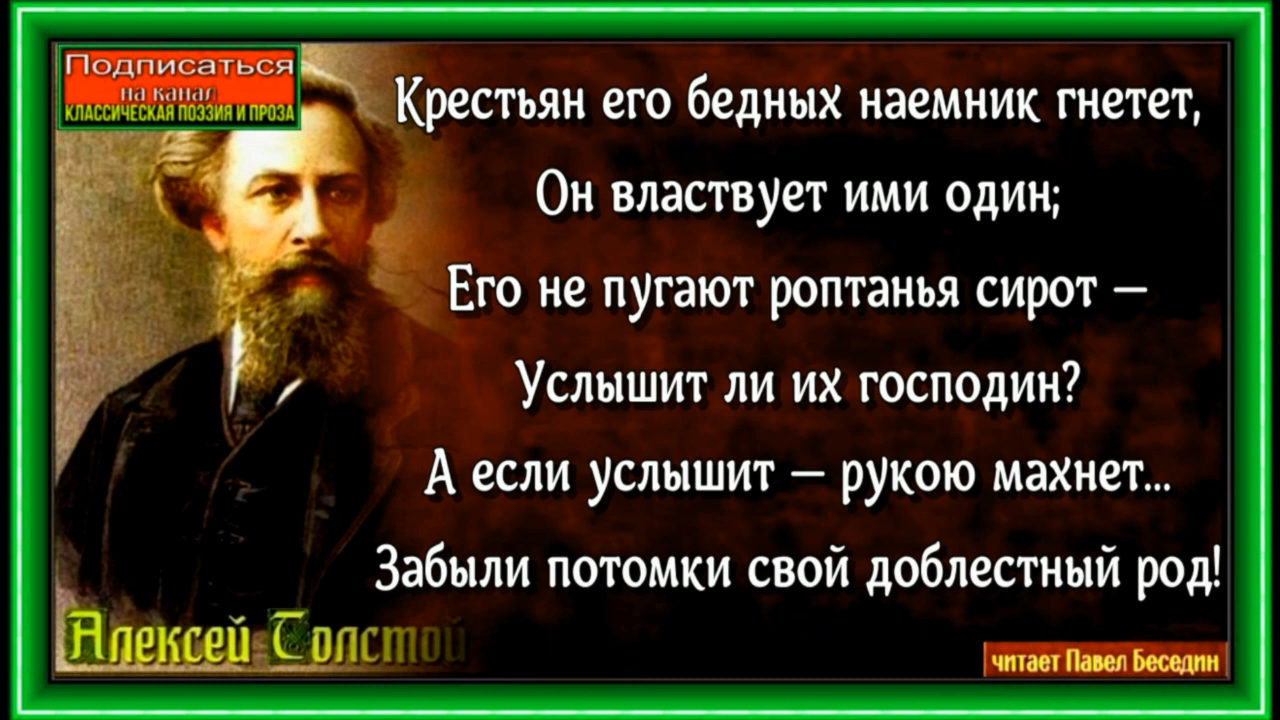 Подписаться
на канал
КЛАССИЧЕСКАЯ ПОЭЗИЯ И ПРОЗА
Крестьян его бедных наемник гнетет,
Он властвует ими один;
Его не пугают роптанья сирот –
Услышит ли их господин?
А если услышит – рукою махнет...
Забыли потомки свой доблестный род!
Алексей Толстой
читает Павел Беседин